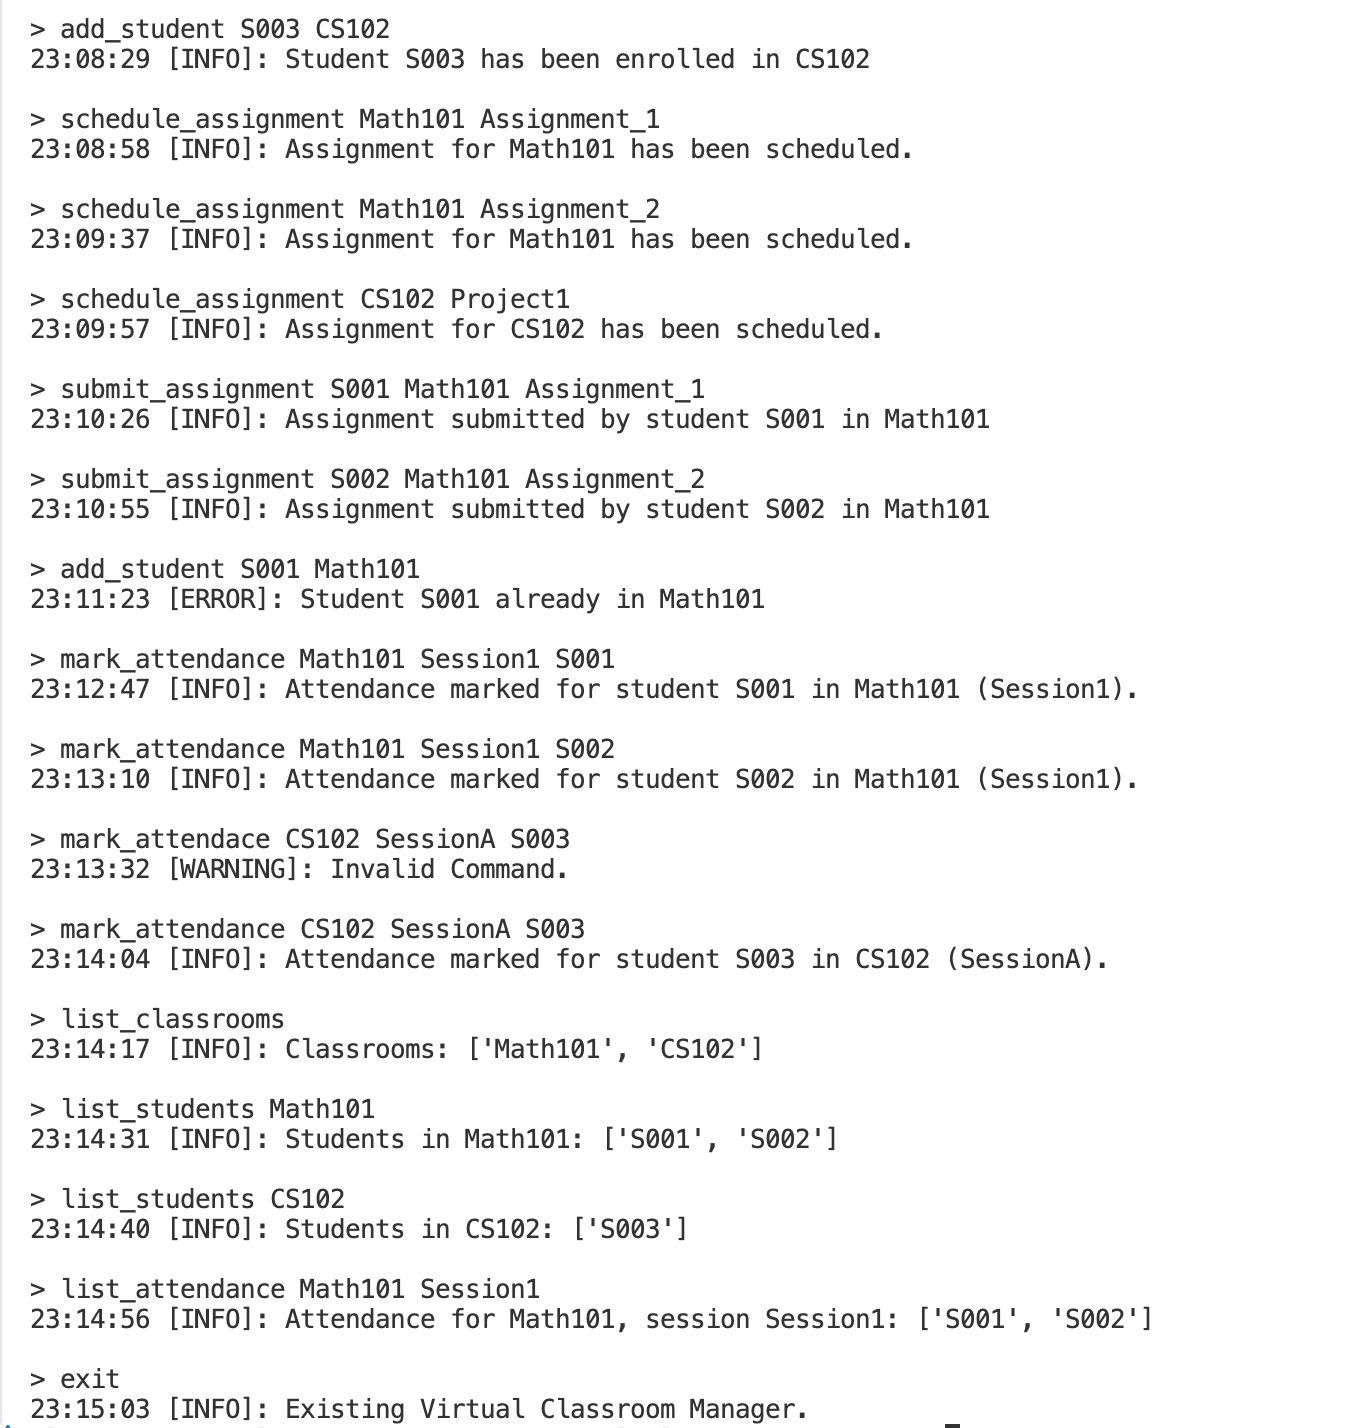 > add_student S003 CS102
23:08:29 [INFO]: Student S003 has been enrolled in CS102
> schedule_assignment Math101 Assignment_1
23:08:58 [INFO]: Assignment for Math101 has been scheduled.
> schedule_assignment Math101 Assignment_2
23:09:37 [INFO]: Assignment for Math101 has been scheduled.
> schedule_assignment CS102 Project1
23:09:57 [INFO]: Assignment for CS102 has been scheduled.
> submit_assignment S001 Math101 Assignment_1
23:10:26 [INFO]: Assignment submitted by student S001 in Math101
> submit_assignment S002 Math101 Assignment_2
23:10:55 [INFO]: Assignment submitted by student S002 in Math101
> add_student S001 Math101
23:11:23 [ERROR]: Student S001 already in Math101
> mark_attendance Math101 Session1 S001
23:12:47 [INFO]: Attendance marked for student S001 in Math101 (Session1).
> mark_attendance Math101 Session1 S002
23:13:10 [INFO]: Attendance marked for student S002 in Math101 (Session1).
> mark_attendace CS102 SessionA S003
23:13:32 [WARNING]: Invalid Command.
> mark_attendance CS102 SessionA S003
23:14:04 [INFO]: Attendance marked for student S003 in CS102 (SessionA).
> list_classrooms
23:14:17 [INFO]: Classrooms: ['Math101', 'CS102']
> list_students Math101
23:14:31 [INFO]: Students in Math101: ['S001', 'S002']
> list_students CS102
23:14:40 [INFO]: Students in CS102: ['S003']
> list_attendance Math101 Session1
23:14:56 [INFO]: Attendance for Math101, session Session1: ['S001', 'S002']
> exit
23:15:03 [INFO]: Existing Virtual Classroom Manager.